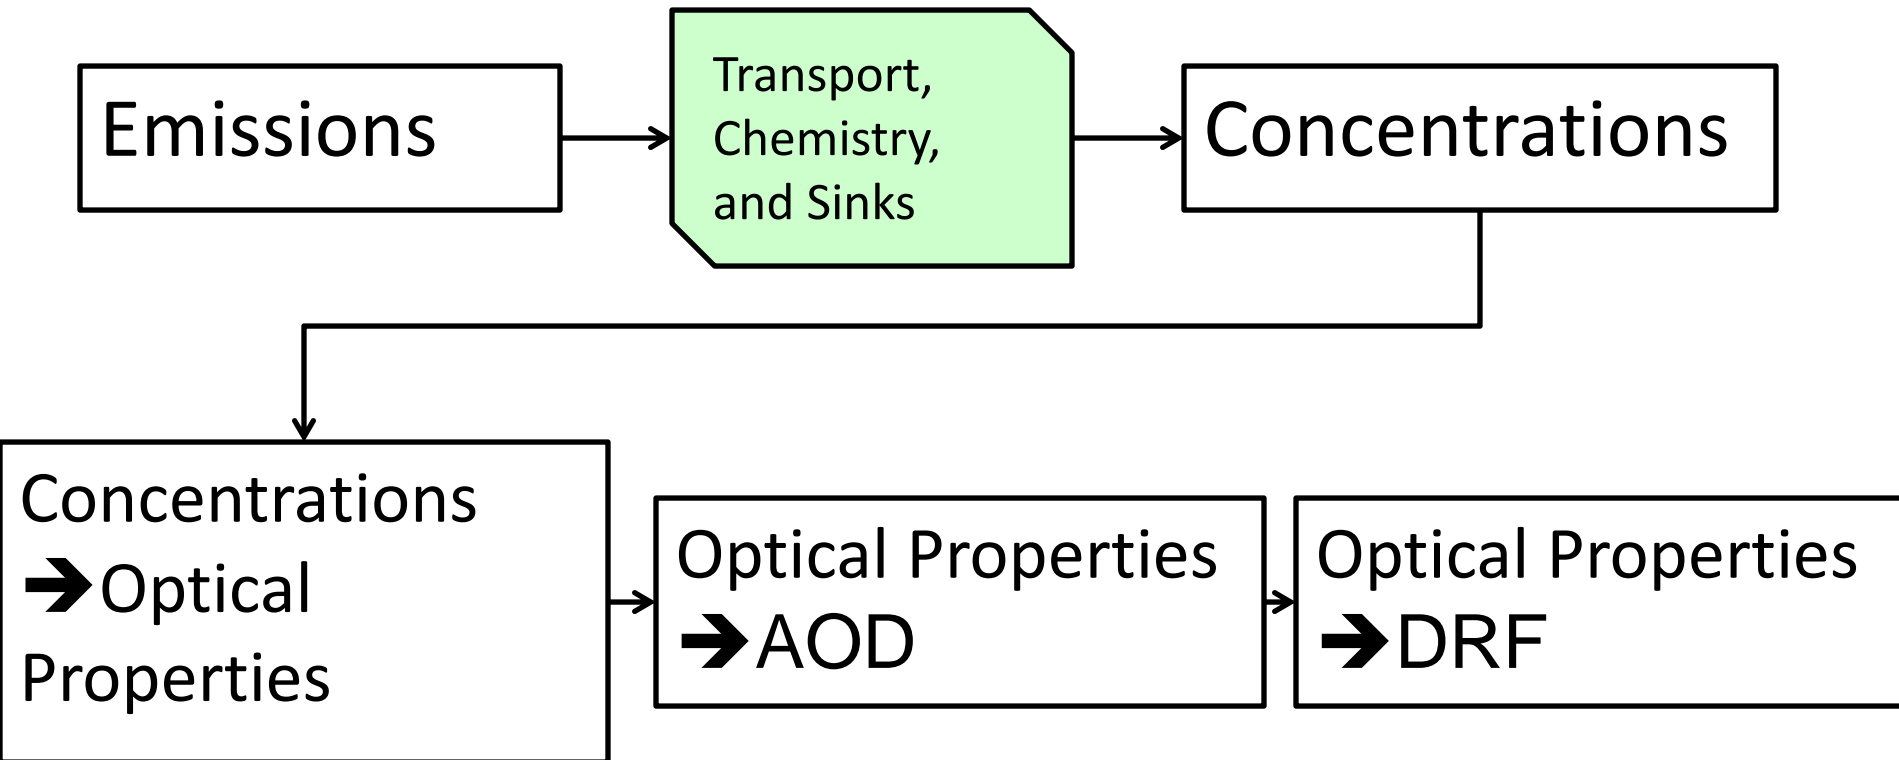 Emissions
Transport,
Chemistry,
and Sinks
Concentrations
Concentrations
➔Optical
Properties
Optical Properties
➔AOD
Optical Properties
➔DRF